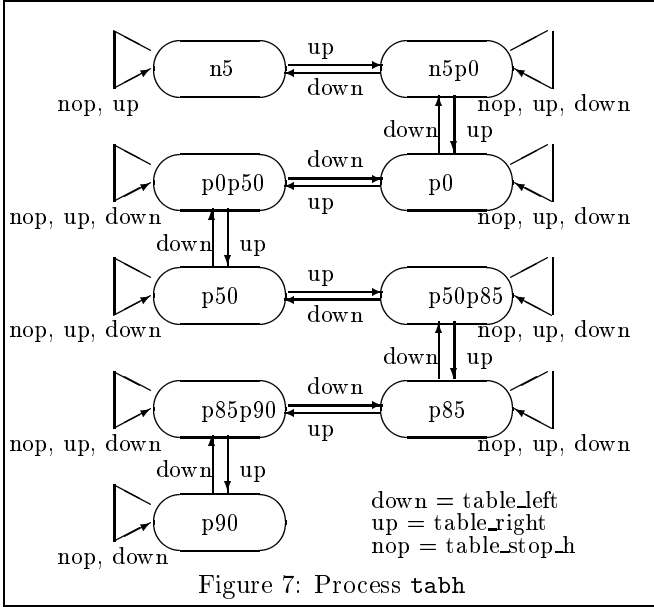 up
n5
n5p0
down
nop, up
nop, up, down
down
up
down
p0p50
p0
up
nop, up, down
nop, up, down
down
up
up
p50
p50p85
down
nop, up, down
nop, up, down
down
up
down
p85p90
p85
up
nop, up, down
nop, up, down
down
up
p90
nop, down
down = table_left
up = table_right
nop = table_stop_h
Figure 7: Process tabh